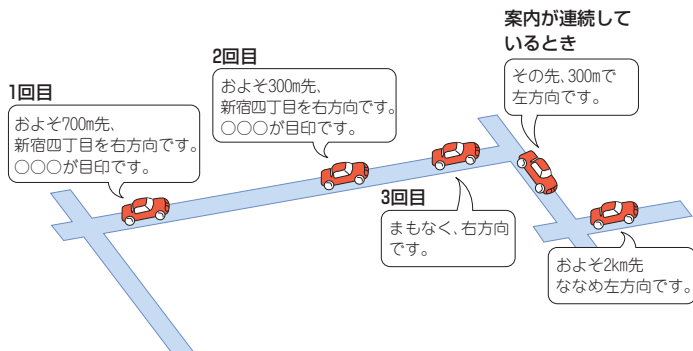 1回目
およそ700m先、
新宿四丁目を右方向です。
○○○が目印です。
2回目
およそ300m先、
新宿四丁目を右方向です。
○○○が目印です。
3回目
まもなく、右方向
です。
案内が連続して
いるとき
その先、300mで
左方向です。
およそ2km先
ななめ左方向です。